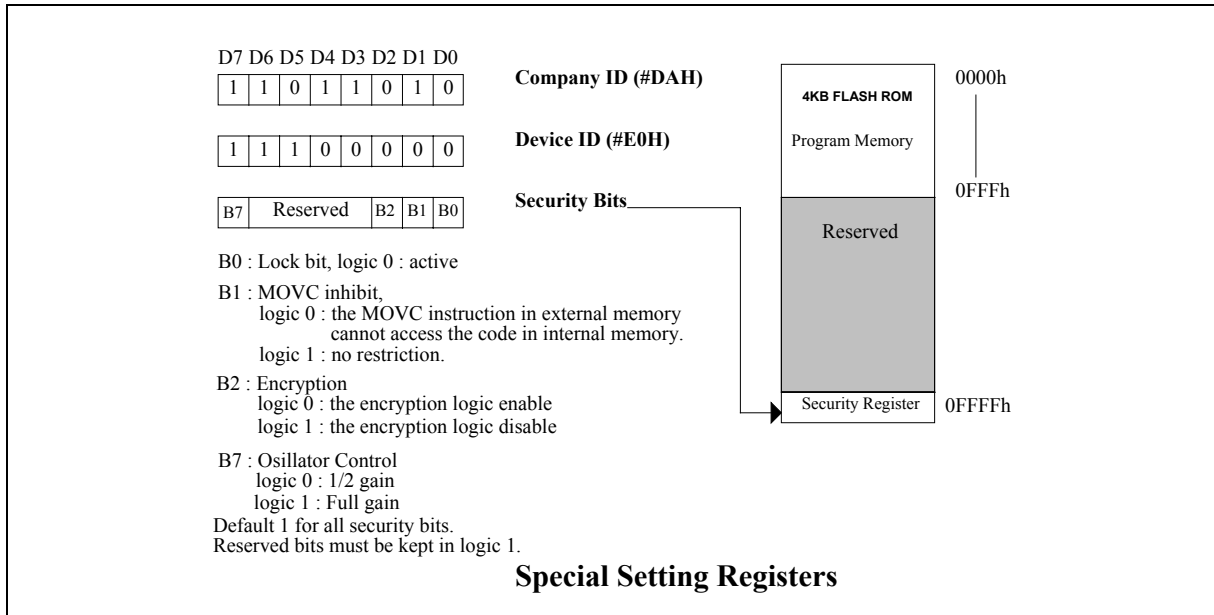 D7 D6 D5 D4 D3 D2 D1 D0
1 1 0 1 1 0 1 0
Company ID (#DAH)
1 1 1 0 0 0 0 0
Device ID (#E0H)
B7 Reserved B2 B1 B0
Security Bits
B0 : Lock bit, logic 0 : active
B1 : MOVC inhibit,
logic 0 : the MOVC instruction in external memory
cannot access the code in internal memory.
logic 1 : no restriction.
B2 : Encryption
logic 0 : the encryption logic enable
logic 1 : the encryption logic disable
B7 : Osillator Control
logic 0 : 1/2 gain
logic 1 : Full gain
Default 1 for all security bits.
Reserved bits must be kept in logic 1.
4KB FLASH ROM
Program Memory
0000h
0FFFh
Reserved
Security Register
0FFFFh
Special Setting Registers